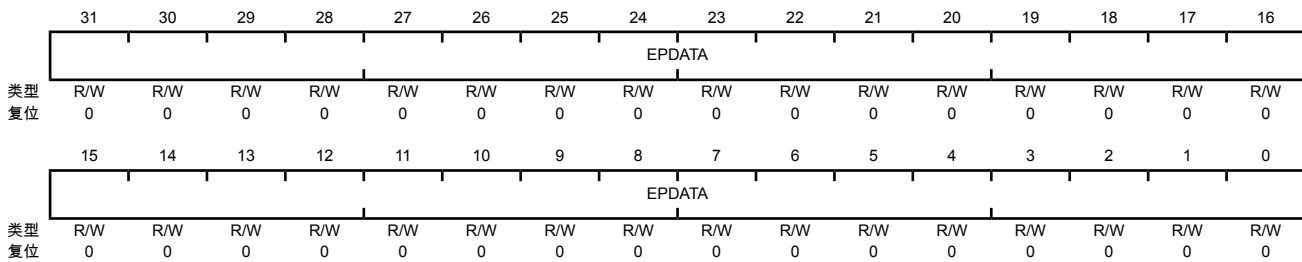 31 30 29 28 27 26 25 24 23 22 21 20 19 18 17 16
EPDATA
类型 R/W R/W R/W R/W R/W R/W R/W R/W R/W R/W R/W R/W R/W R/W R/W R/W
复位 0 0 0 0 0 0 0 0 0 0 0 0 0 0 0 0
15 14 13 12 11 10 9 8 7 6 5 4 3 2 1 0
EPDATA
类型 R/W R/W R/W R/W R/W R/W R/W R/W R/W R/W R/W R/W R/W R/W R/W R/W
复位 0 0 0 0 0 0 0 0 0 0 0 0 0 0 0 0